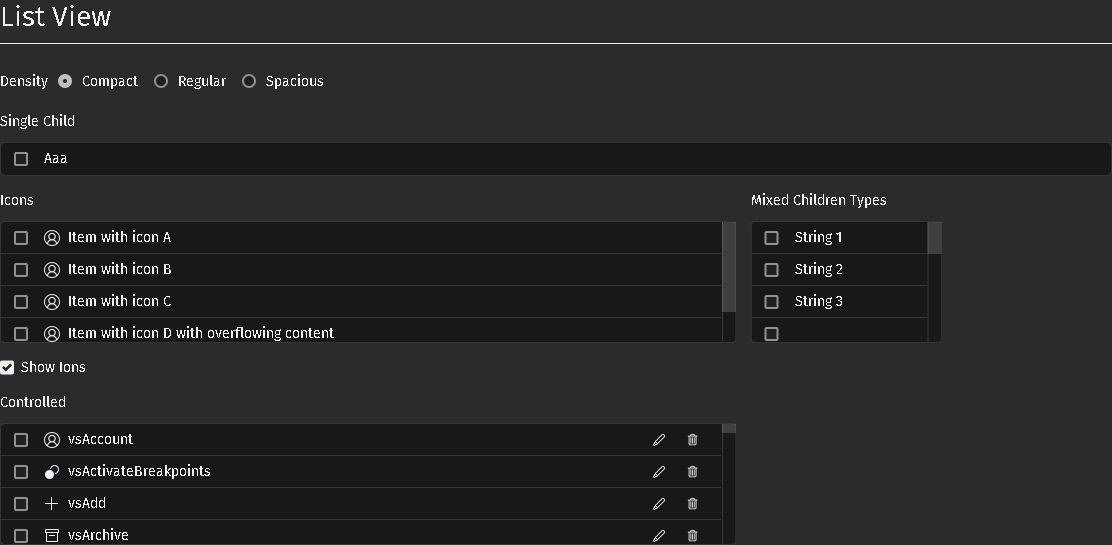 List View
Density Compact Regular Spacious
Single Child
Aaa
Icons
Item with icon A
Item with icon B
Item with icon C
Item with icon D with overflowing content
Mixed Children Types
String 1
String 2
String 3
Show Ions
Controlled
vsAccount
vsActivateBreakpoints
vsAdd
vsArchive